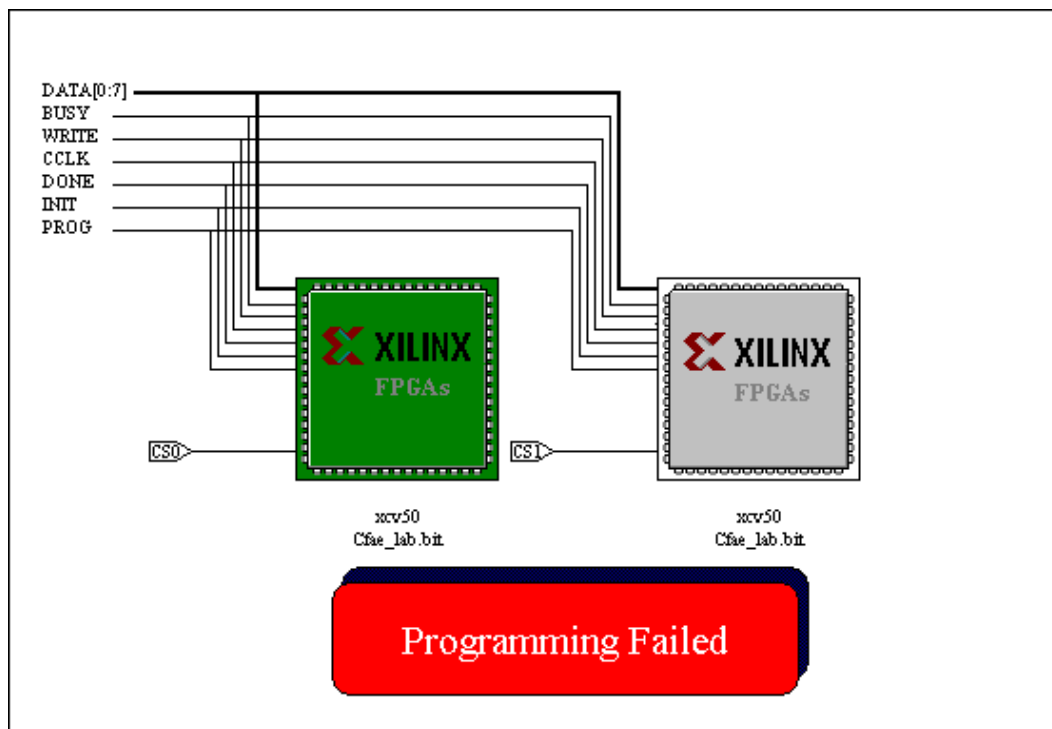 DATA[0:7]
BUSY
WRITE
CCLK
DONE
INIT
PROG
XILINX
FPGAs
XILINX
FPGAs
CS0
CS1
xcv50
Cfae_lab.bit
xcv50
Cfae_lab.bit
Programming Failed